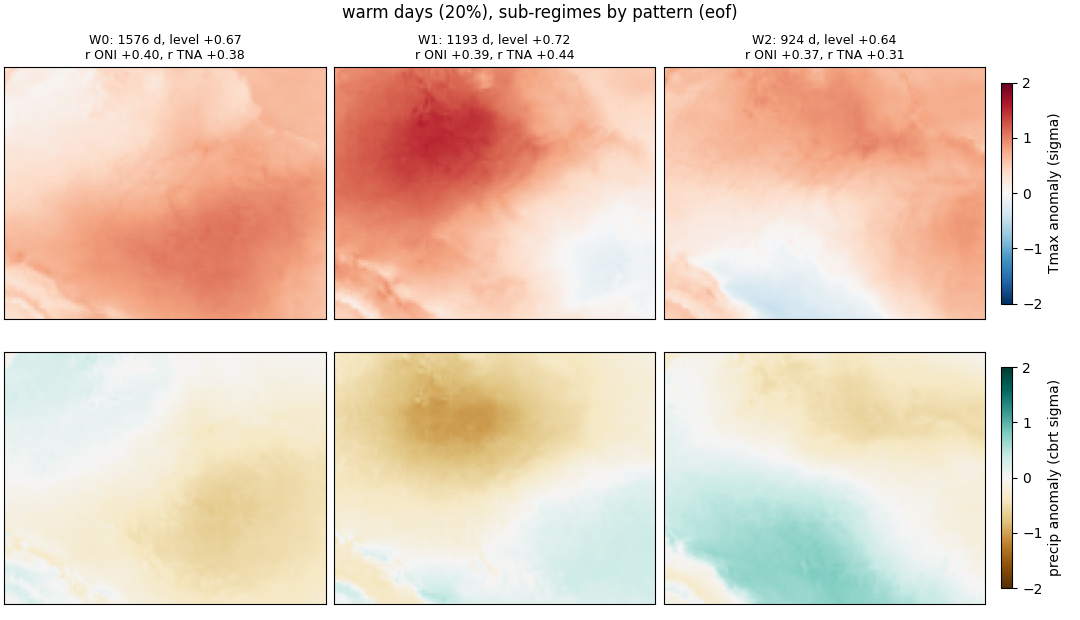 warm days (20%), sub-regimes by pattern (eof)
W0: 1576 d, level +0.67
r ONI +0.40, r TNA +0.38
W1: 1193 d, level +0.72
r ONI +0.39, r TNA +0.44
W2: 924 d, level +0.64
r ONI +0.37, r TNA +0.31
2
1
0
−1
−2
Tmax anomaly (sigma)
2
1
0
−1
−2
precip anomaly (cbrt sigma)